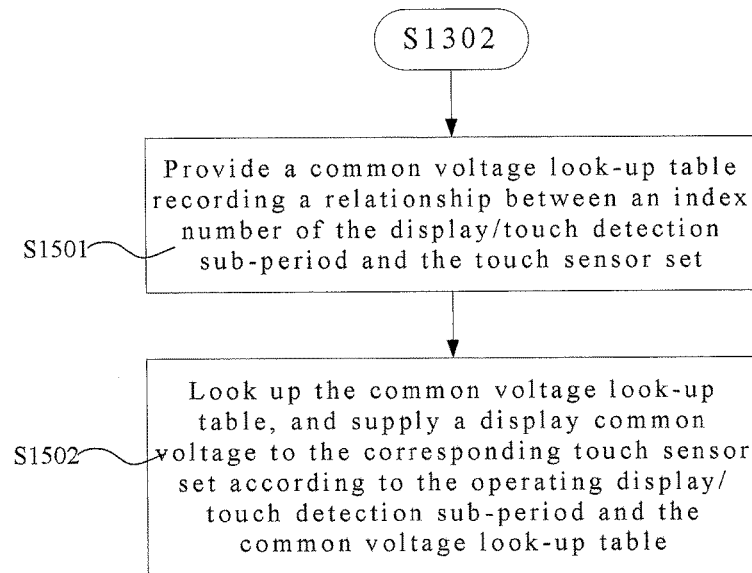 S1302
Provide a common voltage look-up table
recording a relationship between an index
number of the display/touch detection
sub-period and the touch sensor set
S1501
Look up the common voltage look-up
table, and supply a display common
voltage to the corresponding touch sensor
set according to the operating display/
touch detection sub-period and the
common voltage look-up table
S1502